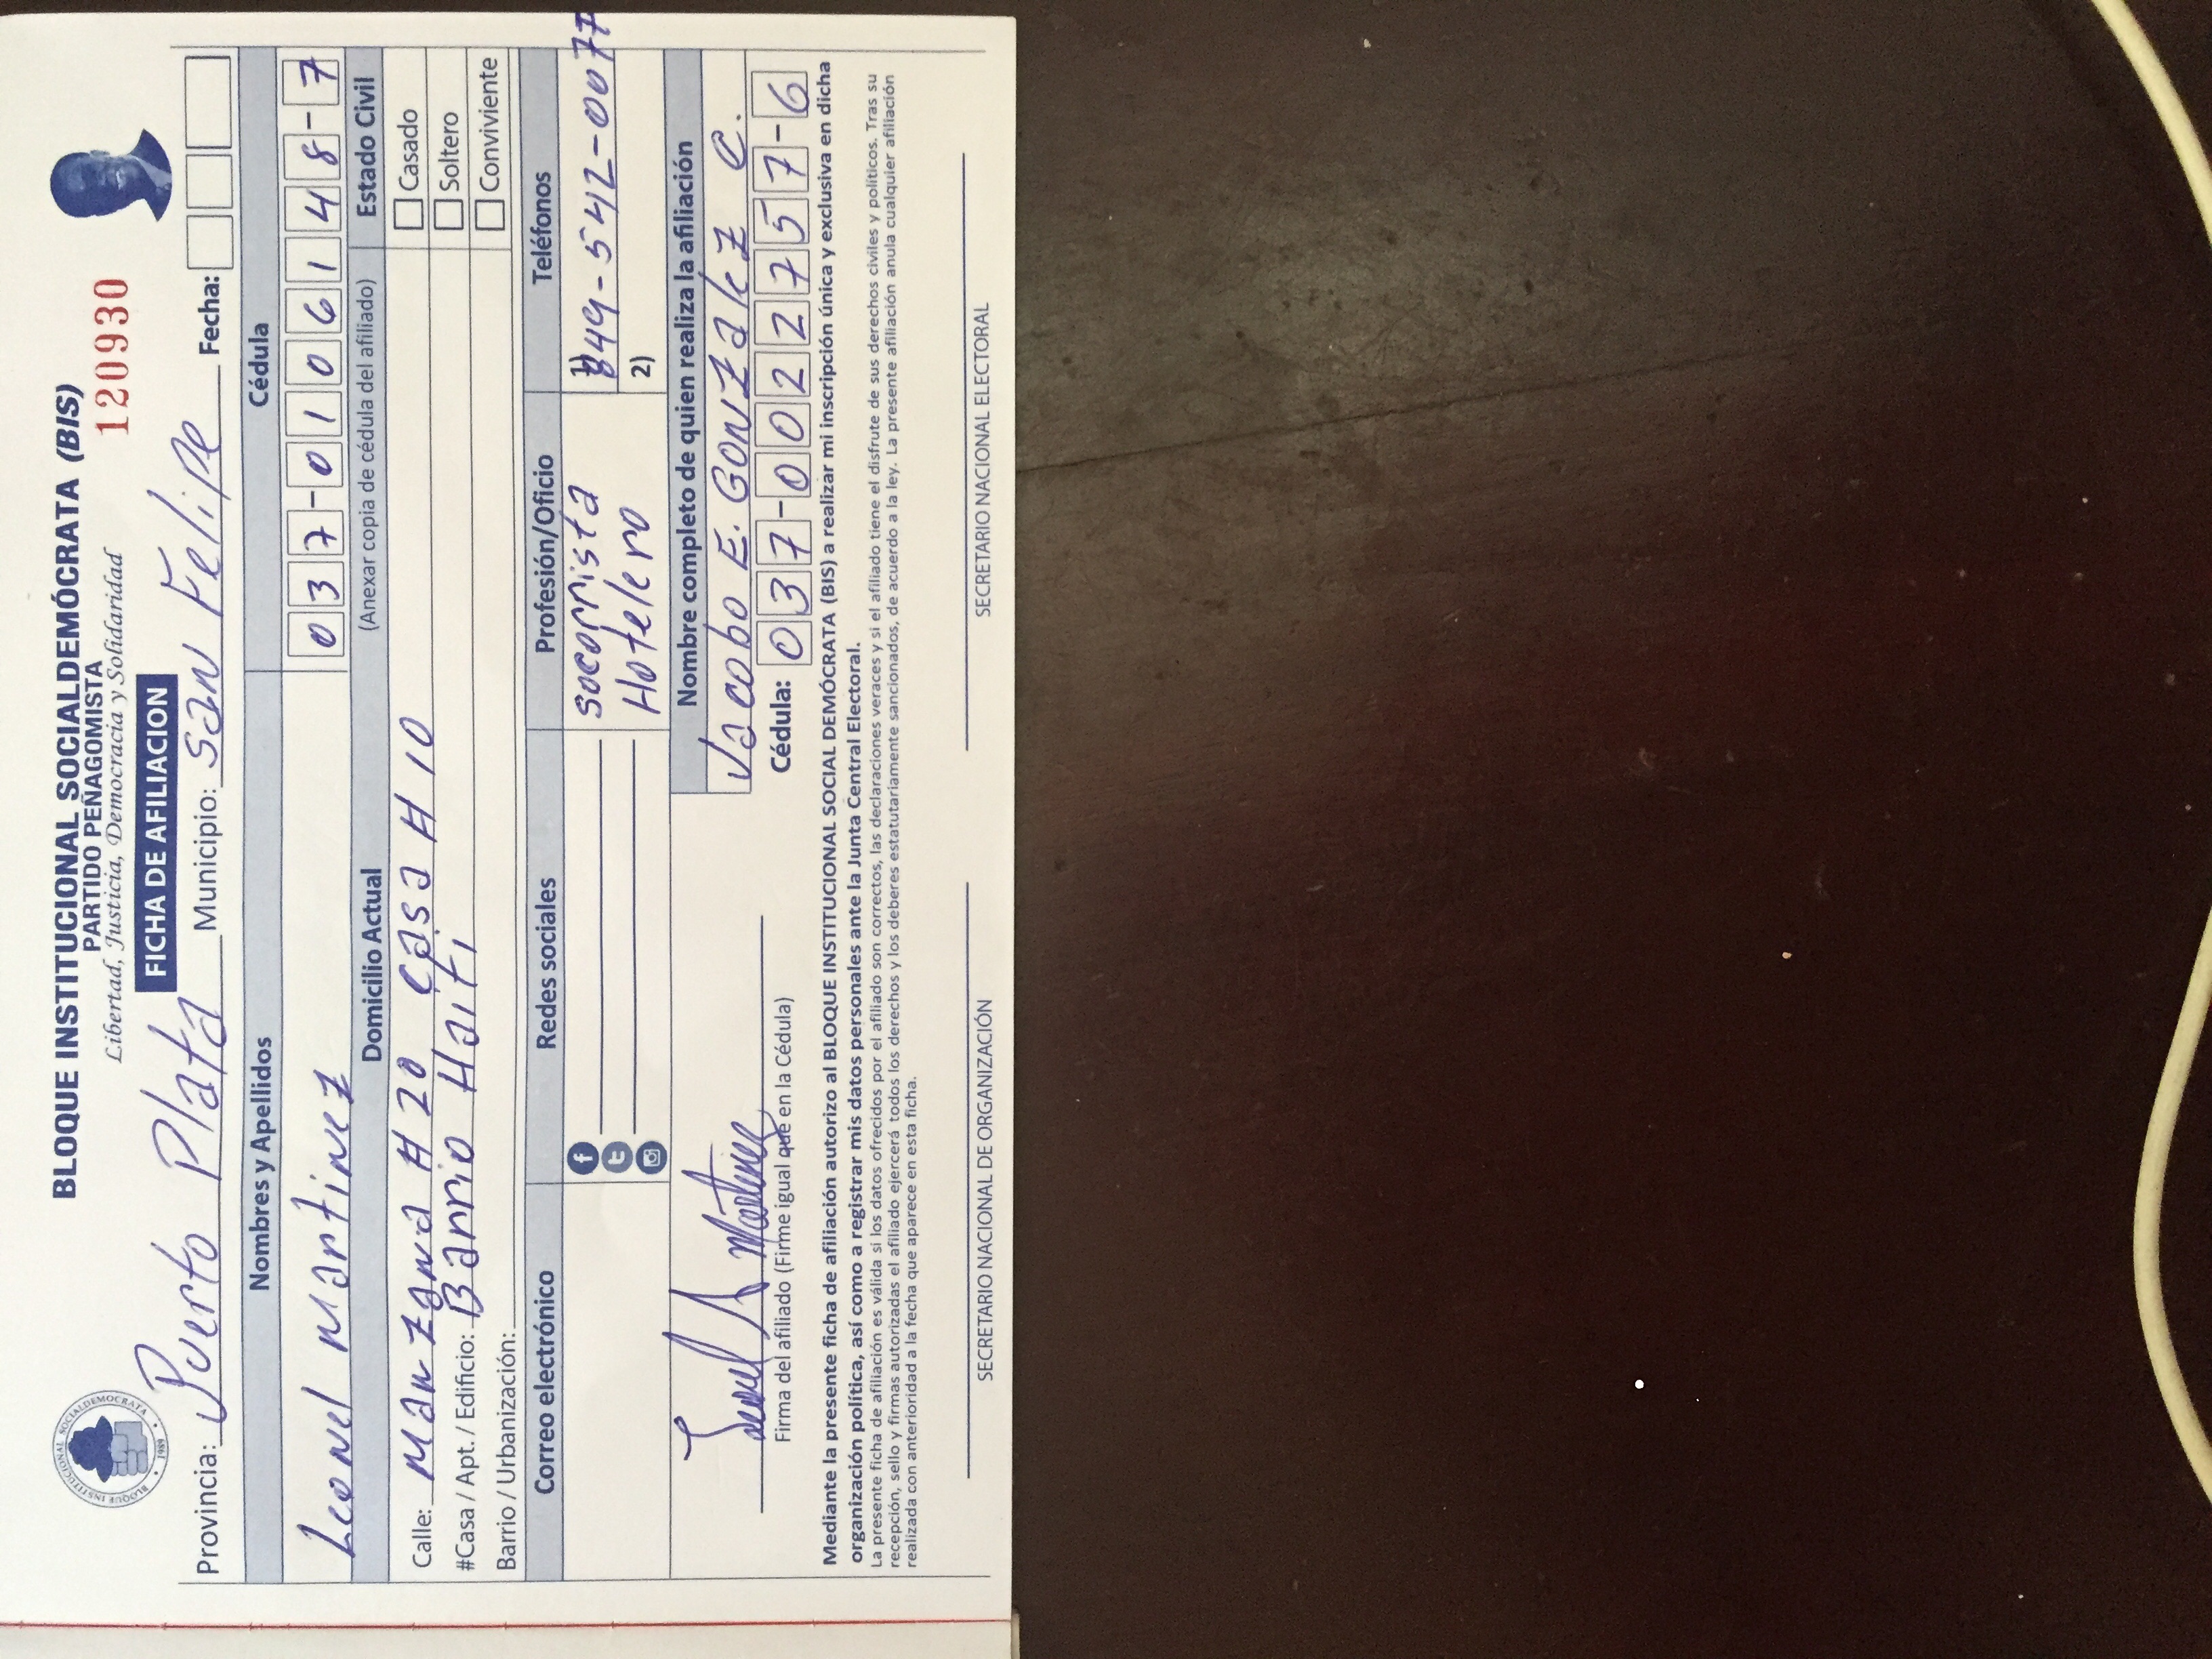 BLOQUE INSTITUCIONAL SOCIALDEMÓCRATA (BIS)
PARTIDO PEÑAGOMISTA
Libertad, Justicia, Democracia y Solidaridad
120930
FICHA DE AFILIACION
BLOQUE INSTITUCIONAL SOCIALDEMOCRATA • 1989 •
Provincia: Puerto Plata Municipio: San Felipe Fecha:
Nombres y Apellidos Cédula
Leonel Martinez 037-0106148-7
Domicilio Actual (Anexar copia de cédula del afiliado) Estado Civil
Calle: Manzana # 20 Casa # 10 Casado
#Casa / Apt. / Edificio: Barrio Haiti Soltero
Barrio / Urbanización: Conviviente
Correo electrónico Redes sociales Profesión/Oficio Teléfonos
Socorrista 1) 849-542-0077
Hotelero 2)
Nombre completo de quien realiza la afiliación
Jacobo E. Gonzalez C.
Martinez
Cédula: 037-0022757-6
Firma del afiliado (Firme igual que en la Cédula)
Mediante la presente ficha de afiliación autorizo al BLOQUE INSTITUCIONAL SOCIAL DEMÓCRATA (BIS) a realizar mi inscripción única y exclusiva en dicha
organización política, así como a registrar mis datos personales ante la Junta Central Electoral.
La presente ficha de afiliación es válida si los datos ofrecidos por el afiliado son correctos, las declaraciones veraces y si el afiliado tiene el disfrute de sus derechos civiles y políticos. Tras su
recepción, sello y firmas autorizadas el afiliado ejercerá todos los derechos y los deberes estatutariamente sancionados, de acuerdo a la ley. La presente afiliación anula cualquier afiliación
realizada con anterioridad a la fecha que aparece en esta ficha.
SECRETARIO NACIONAL DE ORGANIZACIÓN SECRETARIO NACIONAL ELECTORAL